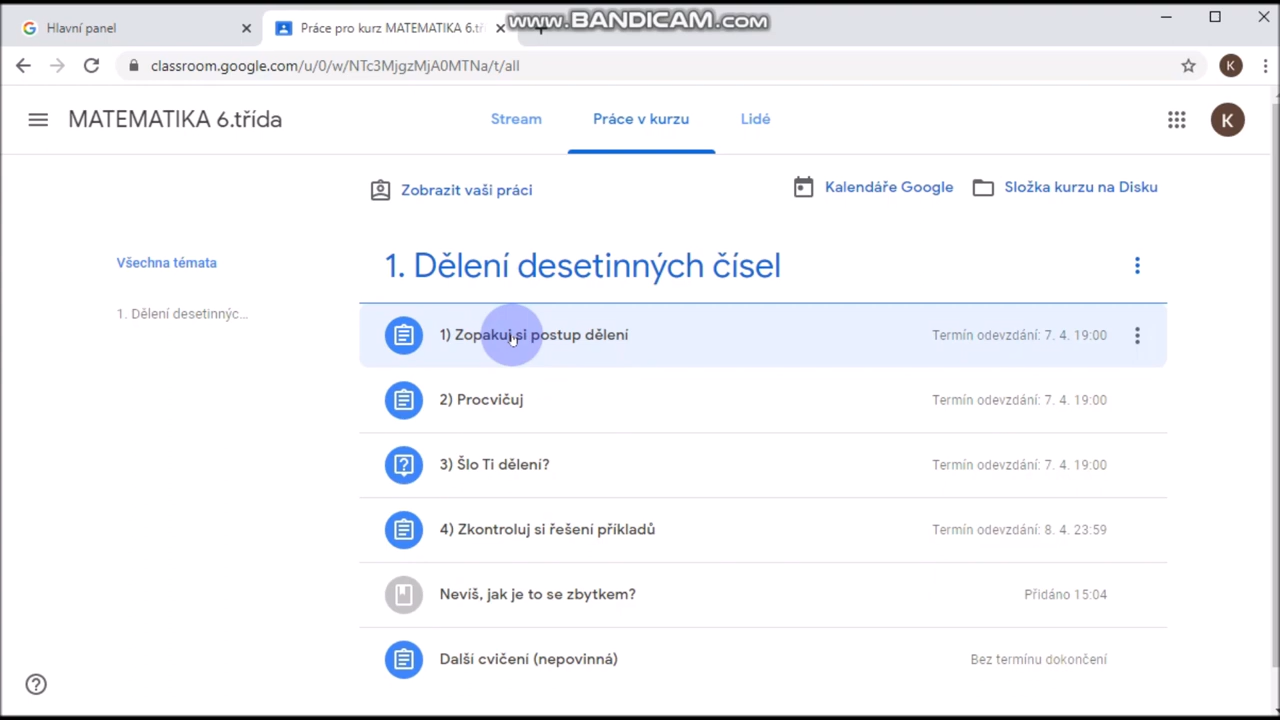 Hlavní panel
Práce pro kurz MATEMATIKA 6.tří
www.BANDICAM.com
classroom.google.com/u/0/w/NTc3MjgzMjA0MTNa/t/all
K
MATEMATIKA 6.třída
Stream
Práce v kurzu
Lidé
K
Zobrazit vaši práci
Kalendáře Google
Složka kurzu na Disku
Všechna témata
1. Dělení desetinnýc...
1. Dělení desetinných čísel
1) Zopakuj si postup dělení
Termín odevzdání: 7. 4. 19:00
2) Procvičuj
Termín odevzdání: 7. 4. 19:00
3) Šlo Ti dělení?
Termín odevzdání: 7. 4. 19:00
4) Zkontroluj si řešení příkladů
Termín odevzdání: 8. 4. 23:59
Nevíš, jak je to se zbytkem?
Přidáno 15:04
Další cvičení (nepovinná)
Bez termínu dokončení